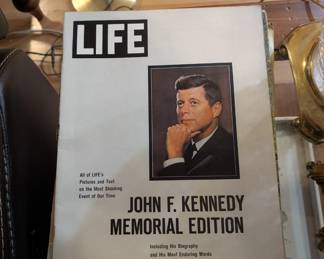 LIFE
All of LIFE's
Pictures and Text
on the Most Shocking
Event of Our Time
JOHN F. KENNEDY
MEMORIAL EDITION
Including His Biography
and His Most Enduring Words